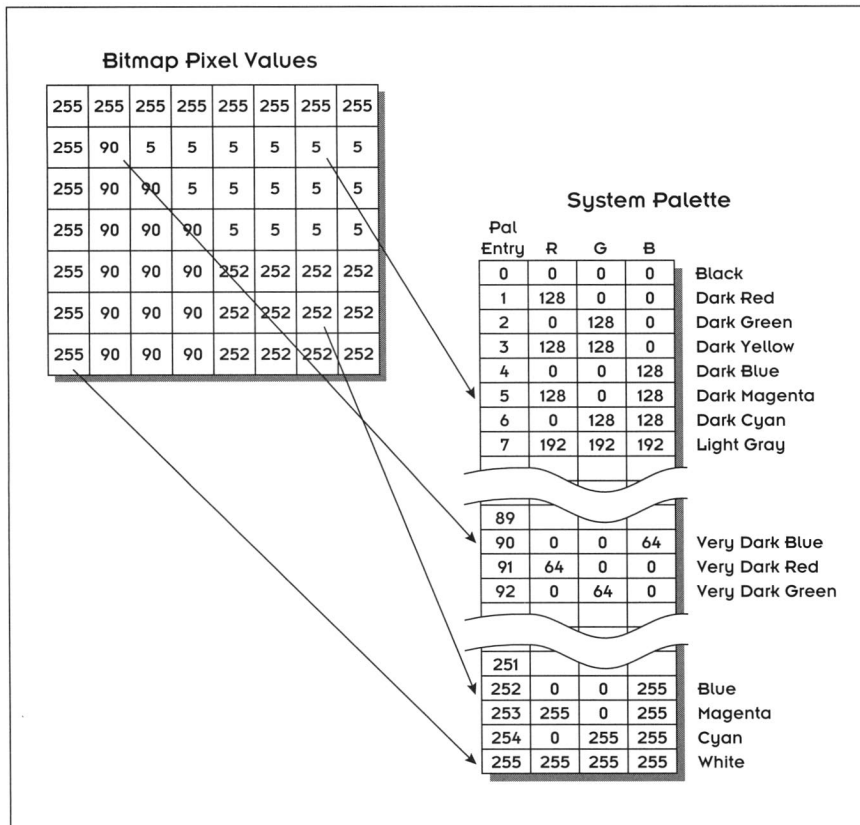 Bitmap Pixel Values
255 255 255 255 255 255 255 255
255 90 5 5 5 5 5 5
255 90 90 5 5 5 5 5
255 90 90 90 5 5 5 5
255 90 90 90 252 252 252 252
255 90 90 90 252 252 252 252
255 90 90 90 252 252 252 252
System Palette
Pal
Entry R G B
0 0 0 0 Black
1 128 0 0 Dark Red
2 0 128 0 Dark Green
3 128 128 0 Dark Yellow
4 0 0 128 Dark Blue
5 128 0 128 Dark Magenta
6 0 128 128 Dark Cyan
7 192 192 192 Light Gray
89
90 0 0 64 Very Dark Blue
91 64 0 0 Very Dark Red
92 0 64 0 Very Dark Green
251
252 0 0 255 Blue
253 255 0 255 Magenta
254 0 255 255 Cyan
255 255 255 255 White